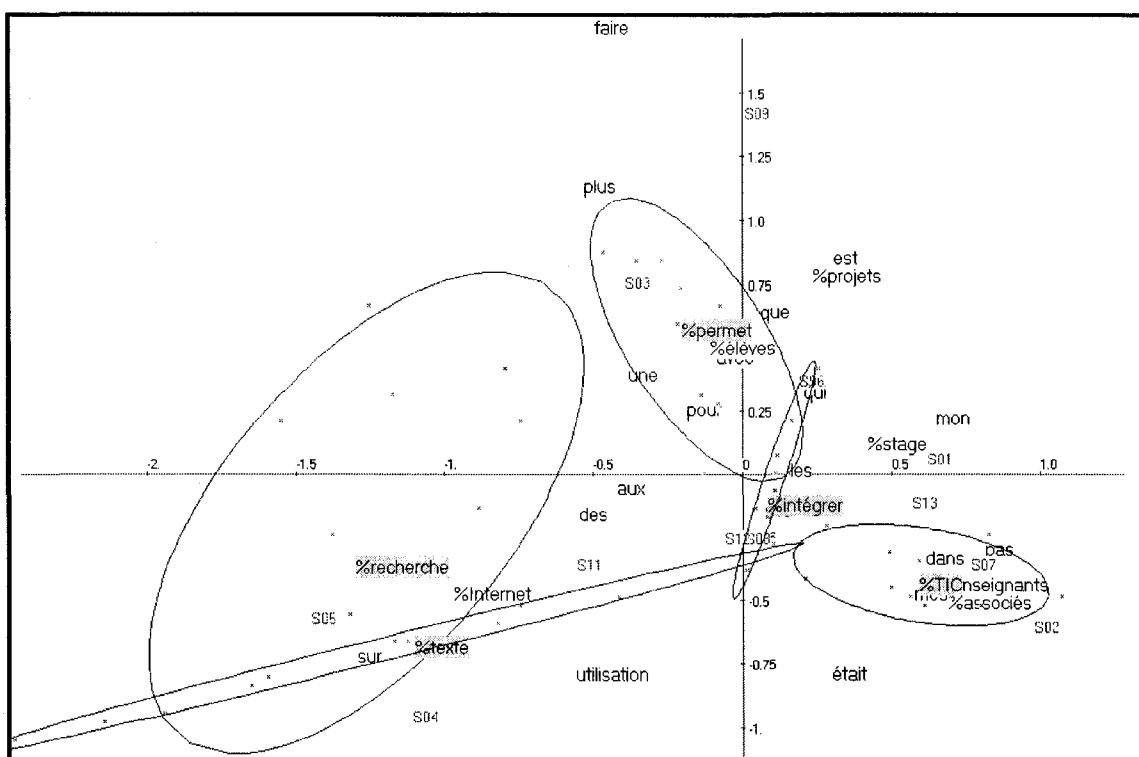 faire
1.5
S09
1.25
plus
1.0
est
%projets
S03
0.75
que
%permet
%élèves
une
S06
qui
pou
0.25
mon
%stage
S01
-2
-1.
-1.
-0.5
0
0.5
1.0
les
aux
%intégrer
S13
des
dans
bas
S11
S07
%recherche
%TIC
nseignants
%Internet
-0.5
%associés
S05
S02
%texte
sur
utilisation
-0.75
était
S04
-1.